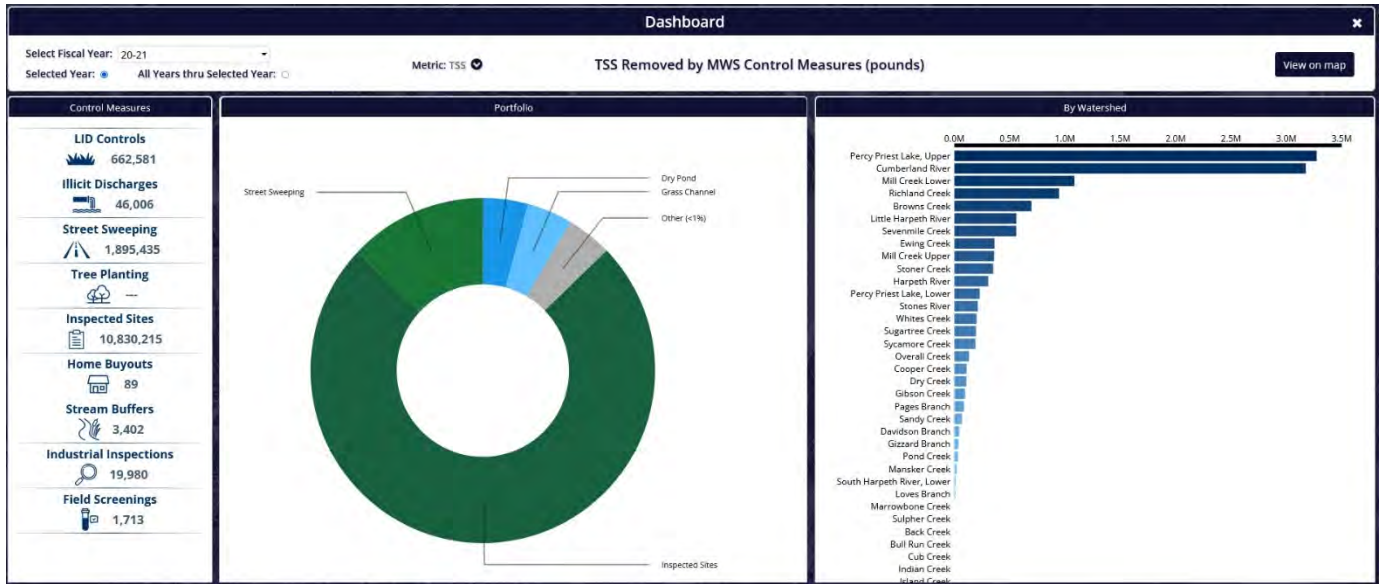 Dashboard
Select Fiscal Year: 20-21
Selected Year: All Years thru Selected Year:
Metric: TSS
TSS Removed by MWS Control Measures (pounds)
View on map
Control Measures
LID Controls
662,581
Illicit Discharges
46,006
Street Sweeping
1,895,435
Tree Planting
---
Inspected Sites
10,830,215
Home Buyouts
89
Stream Buffers
3,402
Industrial Inspections
19,980
Field Screenings
1,713
Portfolio
Dry Pond
Street Sweeping
Grass Channel
Other (<1%)
Inspected Sites
By Watershed
0.0M 0.5M 1.0M 1.5M 2.0M 2.5M 3.0M 3.5M
Percy Priest Lake, Upper
Cumberland River
Mill Creek Lower
Richland Creek
Browns Creek
Little Harpeth River
Sevenmile Creek
Ewing Creek
Mill Creek Upper
Stoner Creek
Harpeth River
Percy Priest Lake, Lower
Stones River
Whites Creek
Sugartree Creek
Sycamore Creek
Overall Creek
Cooper Creek
Dry Creek
Gibson Creek
Pages Branch
Sandy Creek
Davidson Branch
Gizzard Branch
Pond Creek
Mansker Creek
South Harpeth River, Lower
Loves Branch
Marrowbone Creek
Sulpher Creek
Back Creek
Bull Run Creek
Cub Creek
Indian Creek
Island Creek